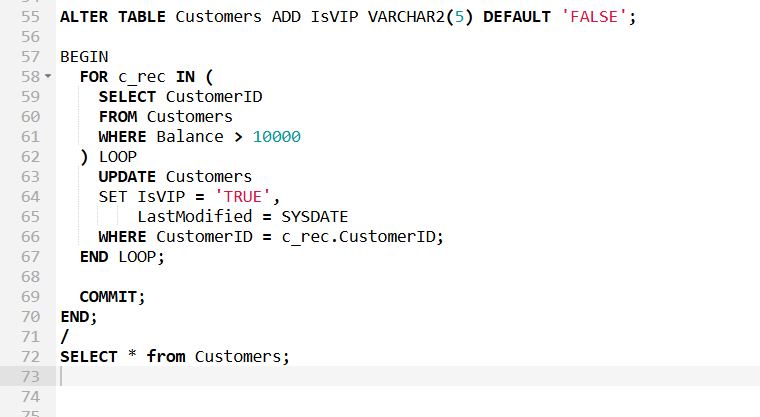 55 ALTER TABLE Customers ADD IsVIP VARCHAR2(5) DEFAULT 'FALSE';
56
57 BEGIN
58   FOR c_rec IN (
59     SELECT CustomerID
60     FROM Customers
61     WHERE Balance > 10000
62   ) LOOP
63     UPDATE Customers
64     SET IsVIP = 'TRUE',
65         LastModified = SYSDATE
66     WHERE CustomerID = c_rec.CustomerID;
67   END LOOP;
68
69   COMMIT;
70 END;
71 /
72 SELECT * from Customers;
73
74